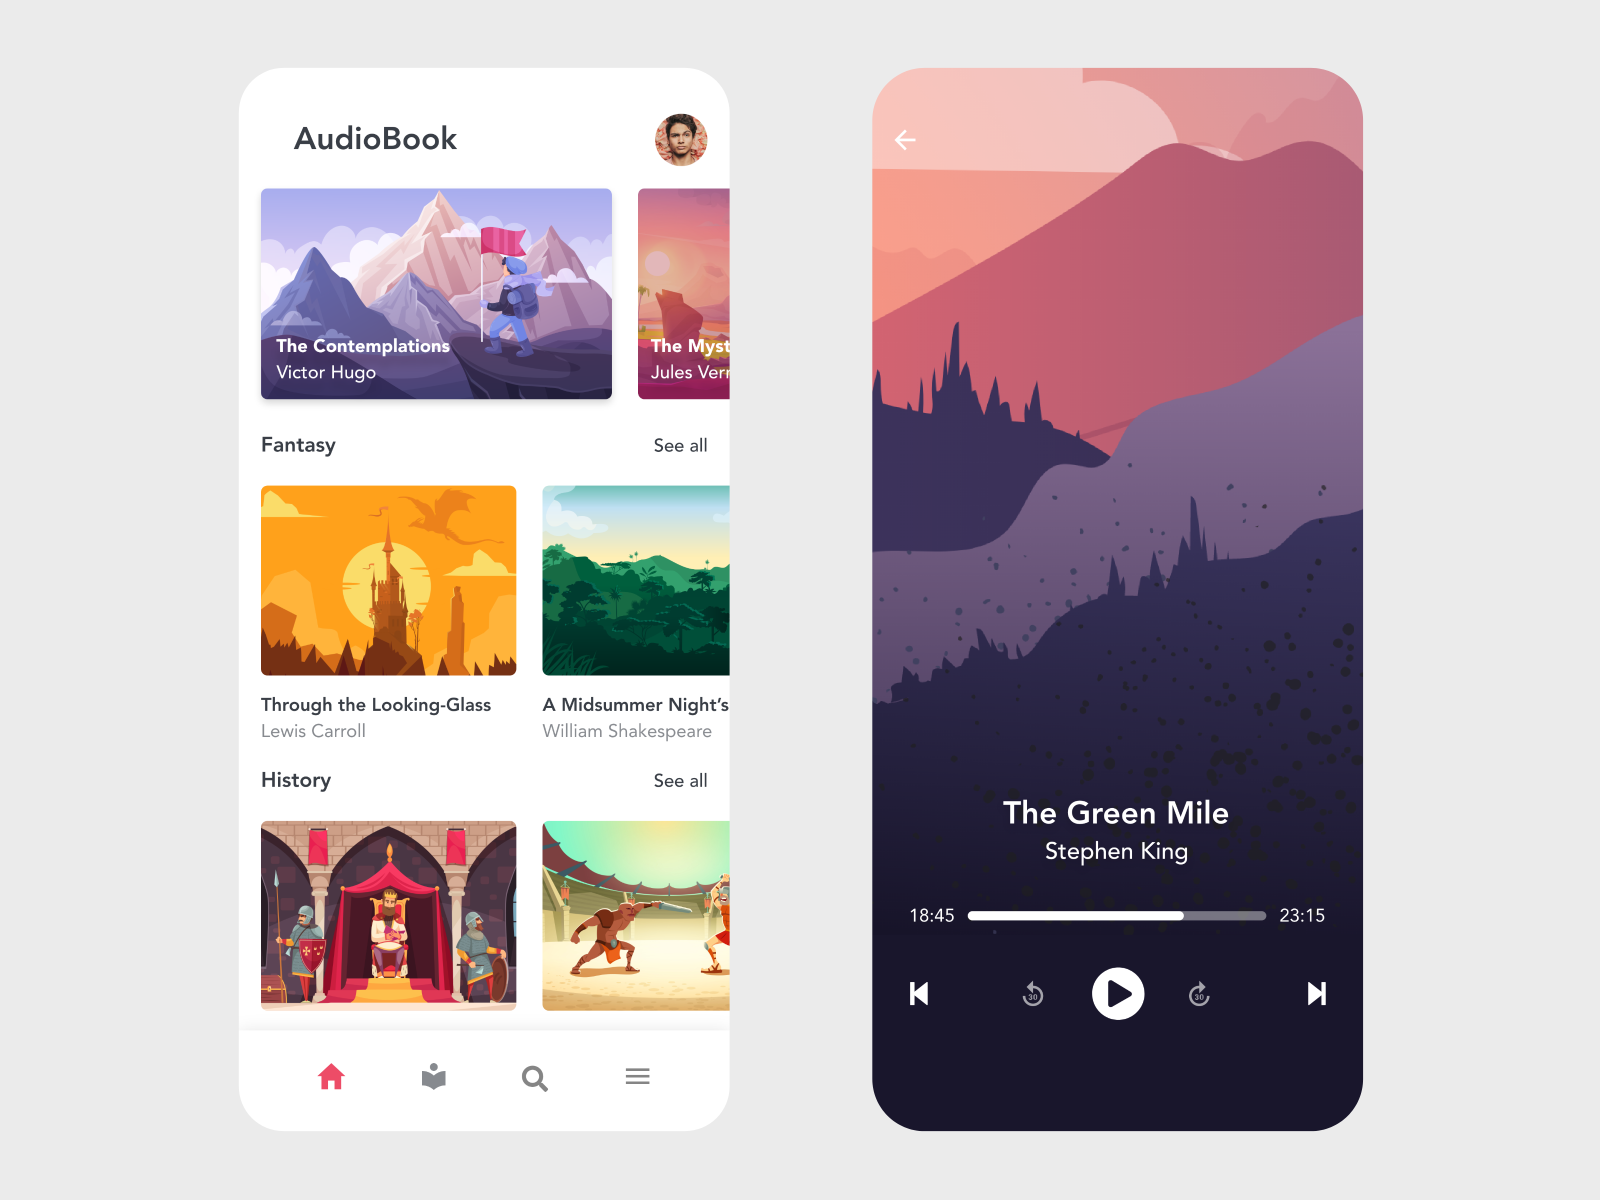 AudioBook
The Contemplations
Victor Hugo
The Myst
Jules Ver
Fantasy
See all
Through the Looking-Glass
Lewis Carroll
A Midsummer Night's
William Shakespeare
History
See all
The Green Mile
Stephen King
18:45
23:15
30
30